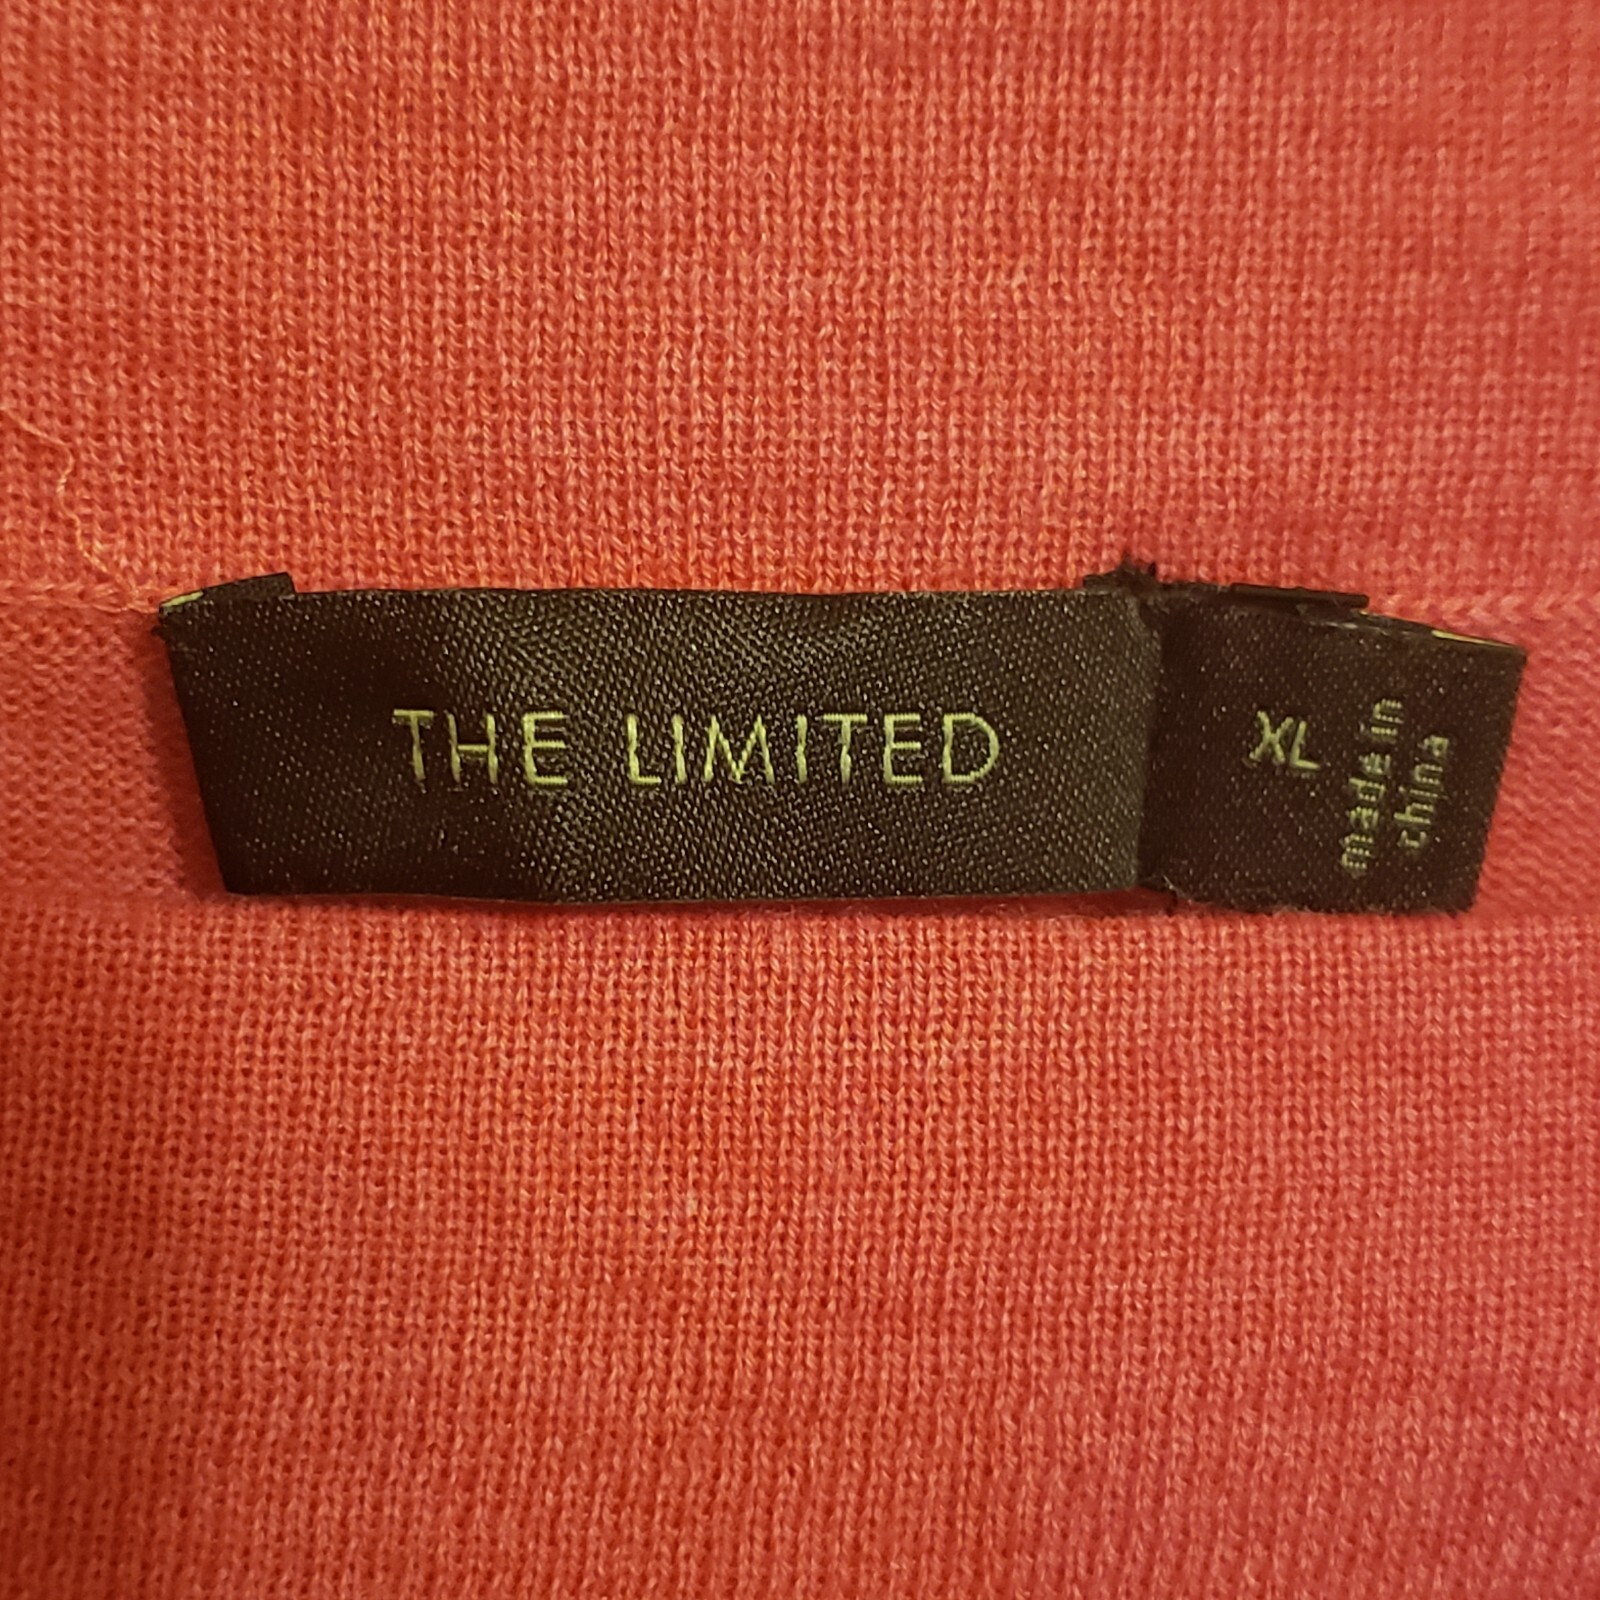 THE LIMITED
XL
made in
china